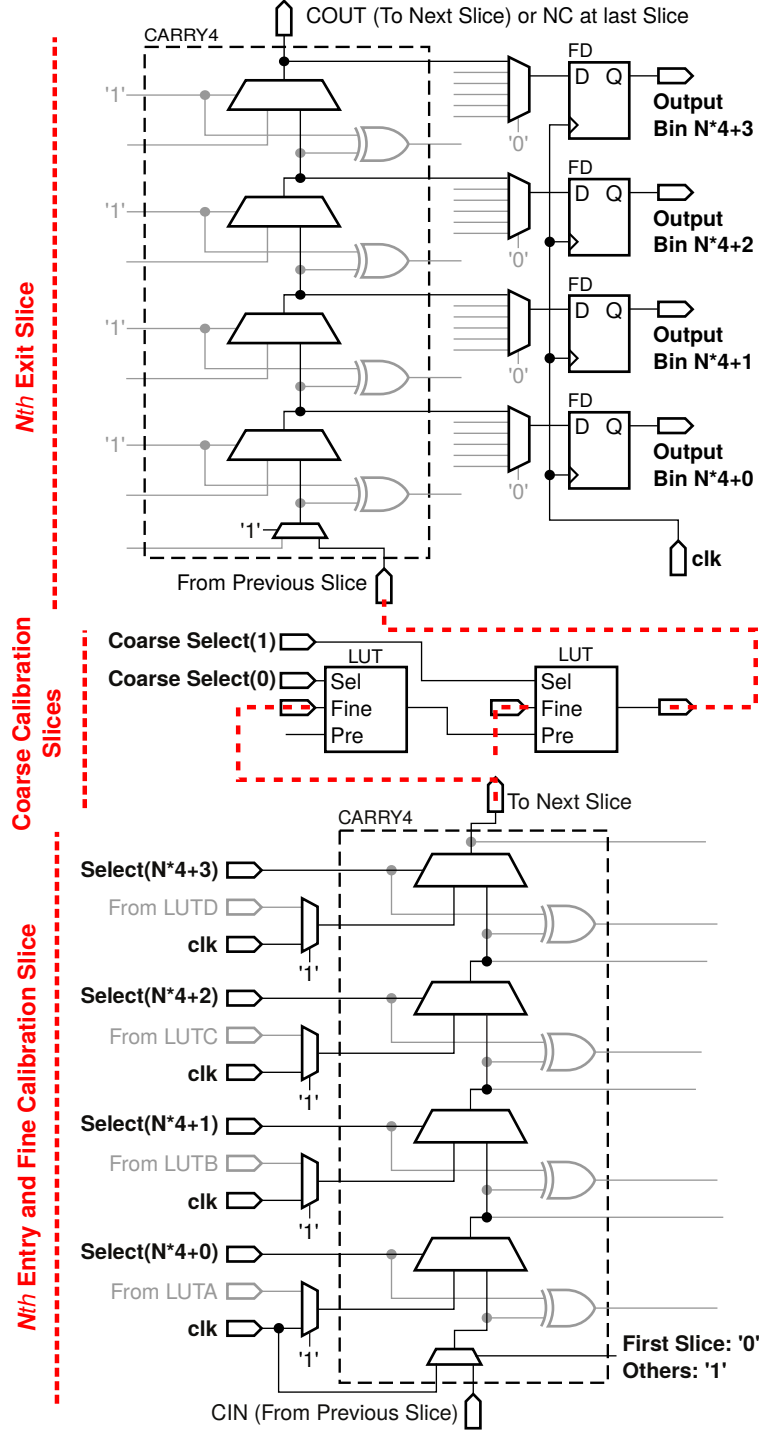 COUT (To Next Slice) or NC at last Slice
CARRY4
FD
'1'
D Q
Output
Bin N*4+3
'0'
FD
'1'
D Q
Output
Bin N*4+2
'0'
FD
'1'
D Q
Output
Bin N*4+1
'0'
FD
'1'
D Q
Output
Bin N*4+0
'0'
'1'
clk
From Previous Slice
Nth Exit Slice
Coarse Select(1)
LUT
LUT
Coarse Select(0)
Sel
Fine
Pre
Sel
Fine
Pre
Coarse Calibration
Slices
To Next Slice
CARRY4
Select(N*4+3)
From LUTD
clk
'1'
Select(N*4+2)
From LUTC
clk
'1'
Select(N*4+1)
From LUTB
clk
'1'
Select(N*4+0)
From LUTA
clk
'1'
First Slice: '0'
Others: '1'
CIN (From Previous Slice)
Nth Entry and Fine Calibration Slice